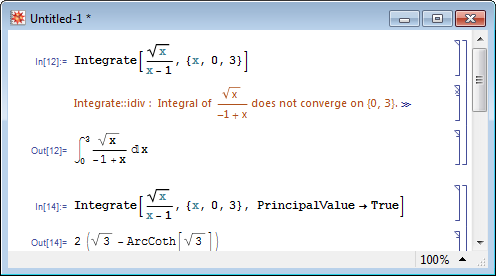 Untitled-1 *
In[12]:= Integrate[√x/(x-1), {x, 0, 3}]
Integrate::idiv : Integral of √x/(-1+x) does not converge on {0, 3}. ≫
Out[12]= ∫₀³ √x/(-1+x) ⅆx
In[14]:= Integrate[√x/(x-1), {x, 0, 3}, PrincipalValue → True]
Out[14]= 2 (√3 - ArcCoth[√3])
100%